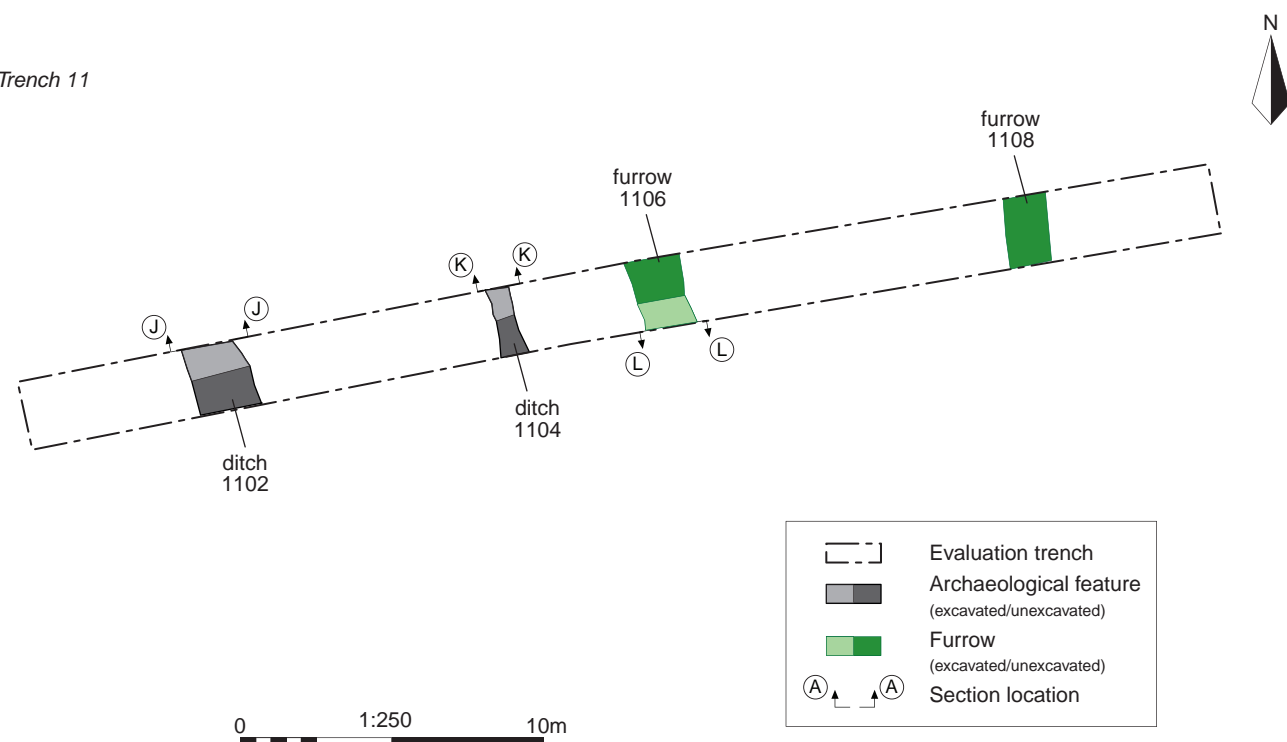 N
Trench 11
furrow
1108
furrow
1106
K
K
J
J
L
L
ditch
1104
ditch
1102
Evaluation trench
Archaeological feature
(excavated/unexcavated)
Furrow
(excavated/unexcavated)
A
A
Section location
0
1:250
10m